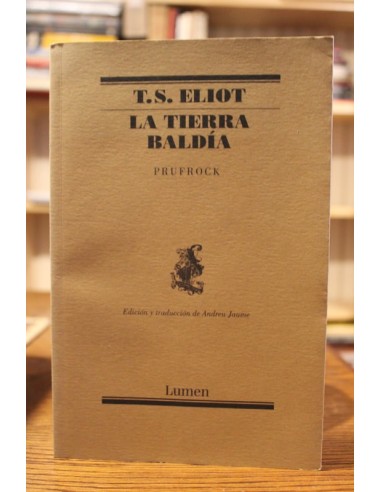 T.S. ELIOT
LA TIERRA
BALDÍA
PRUFROCK
Edición y traducción de Andreu Jaume
Lumen